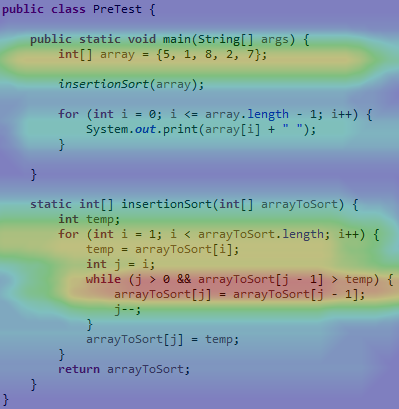 public class PreTest {
public static void main(String[] args) {
int[] array = {5, 1, 8, 2, 7};
insertionSort(array);
for (int i = 0; i <= array.length - 1; i++) {
System.out.print(array[i] + " ");
}
}
static int[] insertionSort(int[] arrayToSort) {
int temp;
for (int i = 1; i < arrayToSort.length; i++) {
temp = arrayToSort[i];
int j = i;
while (j > 0 && arrayToSort[j - 1] > temp) {
arrayToSort[j] = arrayToSort[j - 1];
j--;
}
arrayToSort[j] = temp;
}
return arrayToSort;
}
}